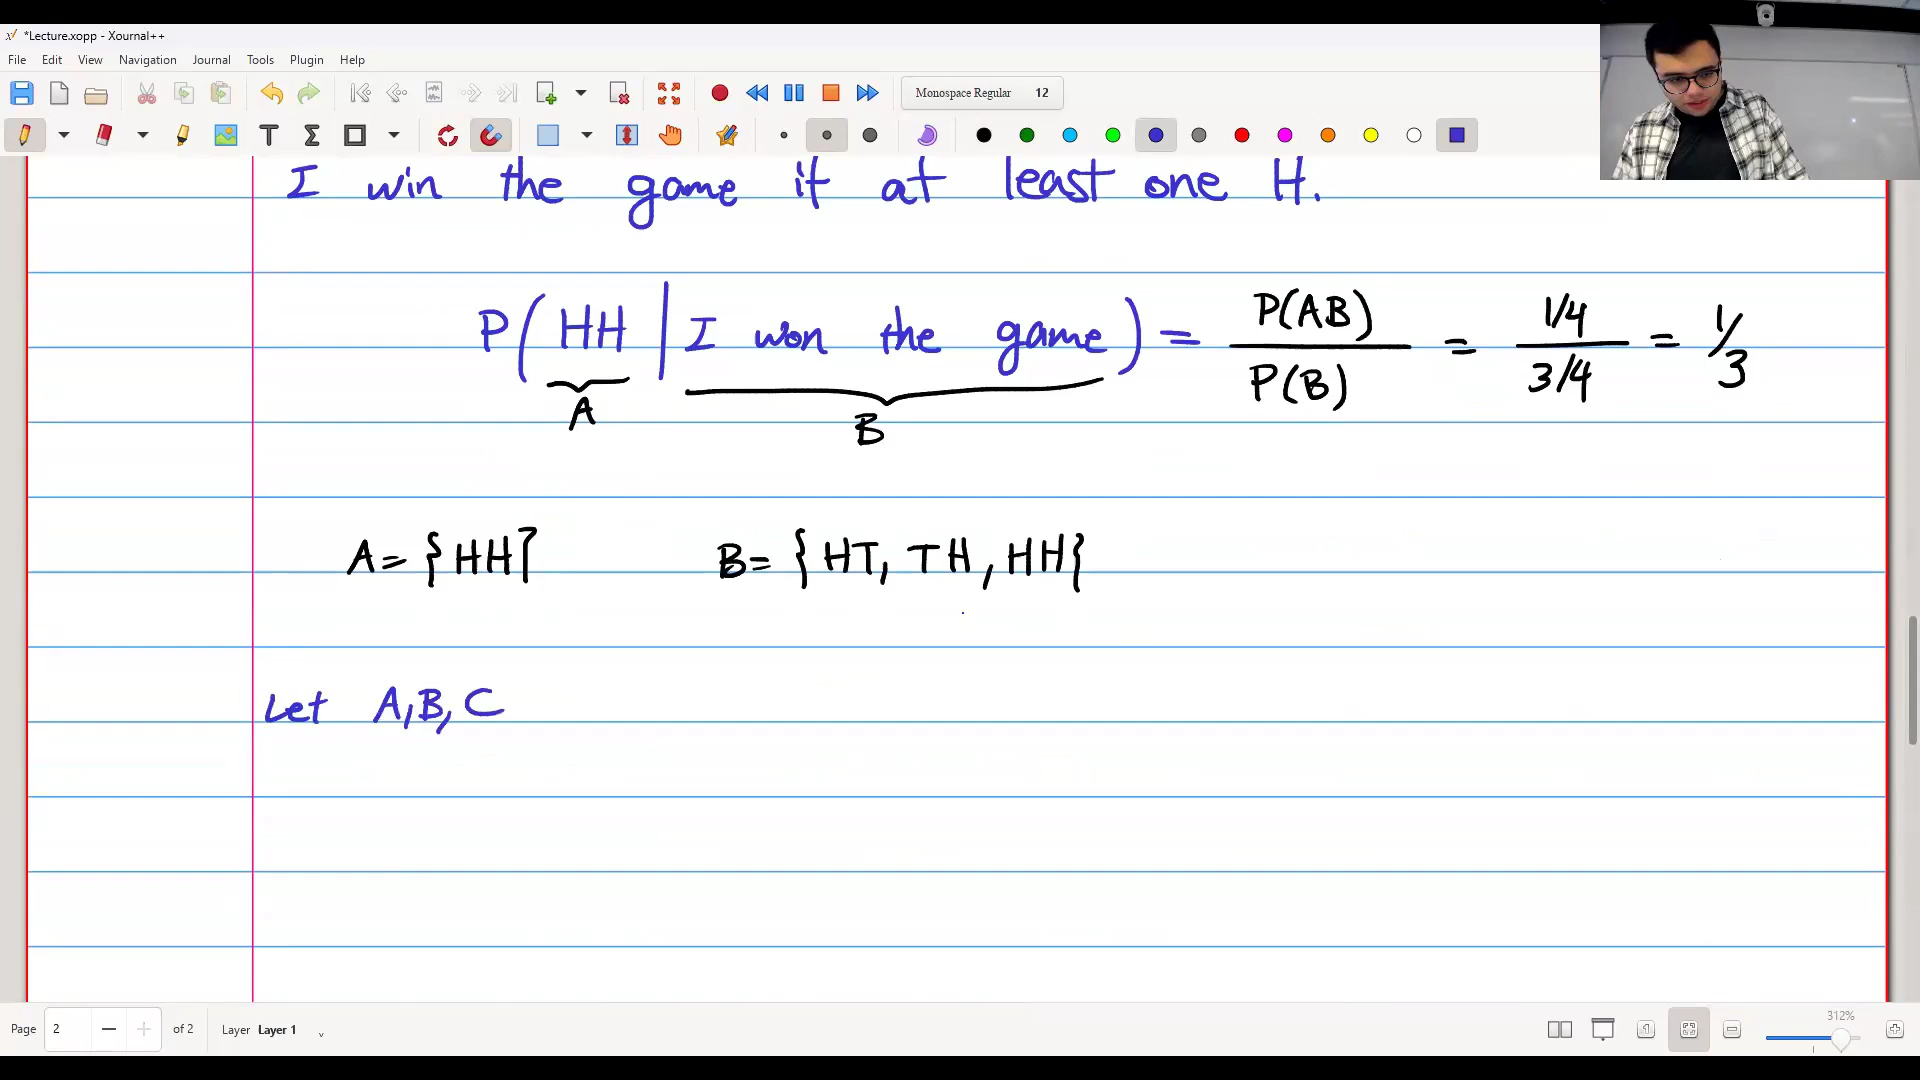 *Lecture.xopp - Xournal++
File Edit View Navigation Journal Tools Plugin Help
Monospace Regular 12
I win the game if at least one H.
P(HH | I won the game) = P(AB) / P(B) = 1/4 / 3/4 = 1/3
A B
A = {HH} B = {HT, TH, HH}
Let A, B, C
Page 2 of 2 Layer Layer 1 312%